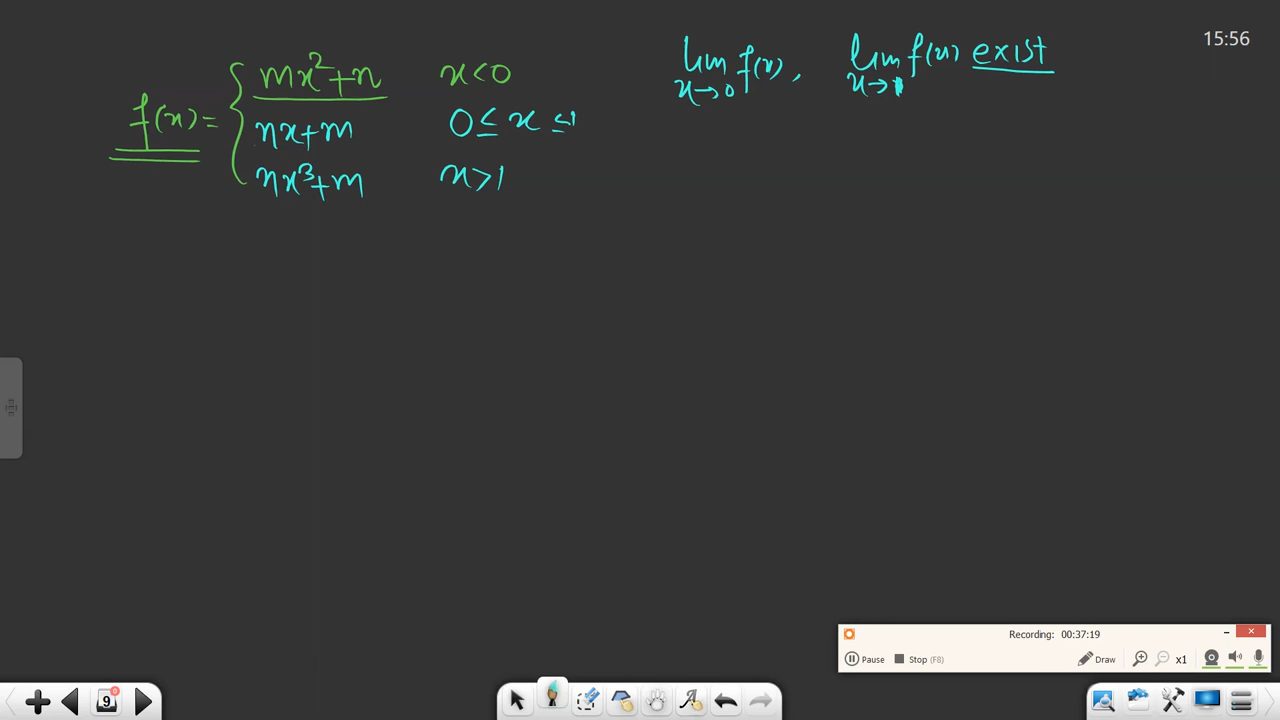 15:56
lim f(x), lim f(x) exist
x→0 x→1
mx²+n x<0
f(x)= nx+m 0≤x≤1
nx³+m x>1
Recording: 00:37:19
Pause Stop (F8) Draw x1
9 0